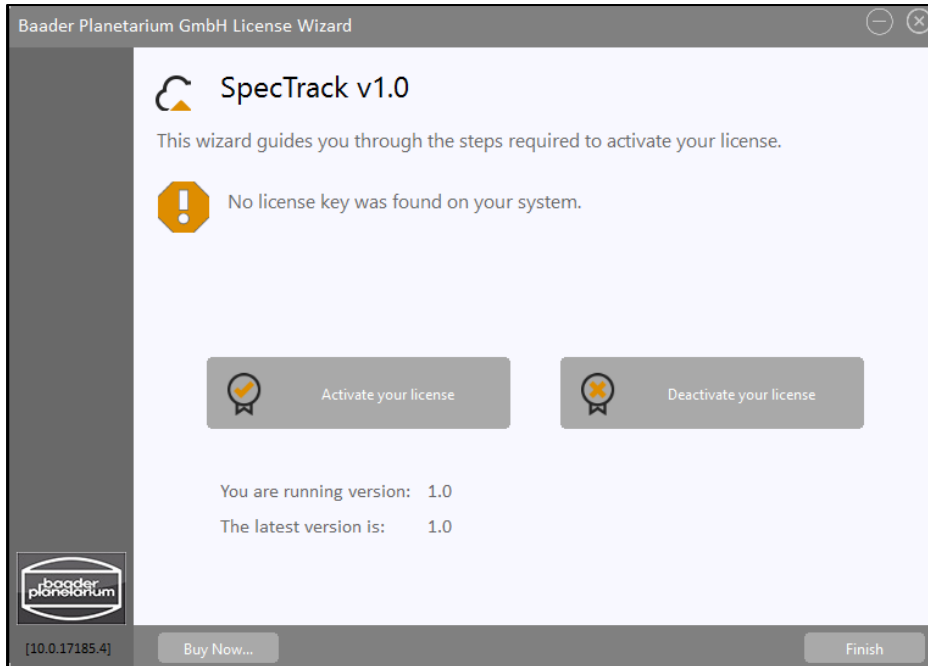 Baader Planetarium GmbH License Wizard
SpecTrack v1.0
This wizard guides you through the steps required to activate your license.
No license key was found on your system.
Activate your license
Deactivate your license
You are running version: 1.0
The latest version is: 1.0
baader
planetarium
[10.0.17185.4]
Buy Now...
Finish